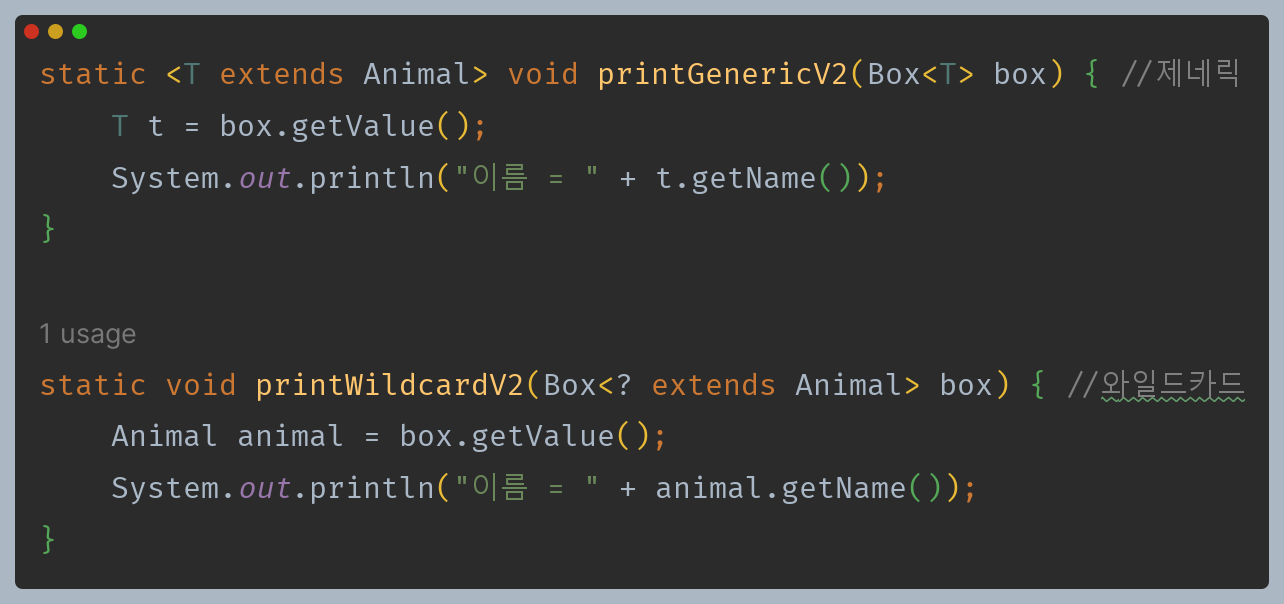 static <T extends Animal> void printGenericV2(Box<T> box) { //제네릭
    T t = box.getValue();
    System.out.println("이름 = " + t.getName());
}
1 usage
static void printWildcardV2(Box<? extends Animal> box) { //와일드카드
    Animal animal = box.getValue();
    System.out.println("이름 = " + animal.getName());
}